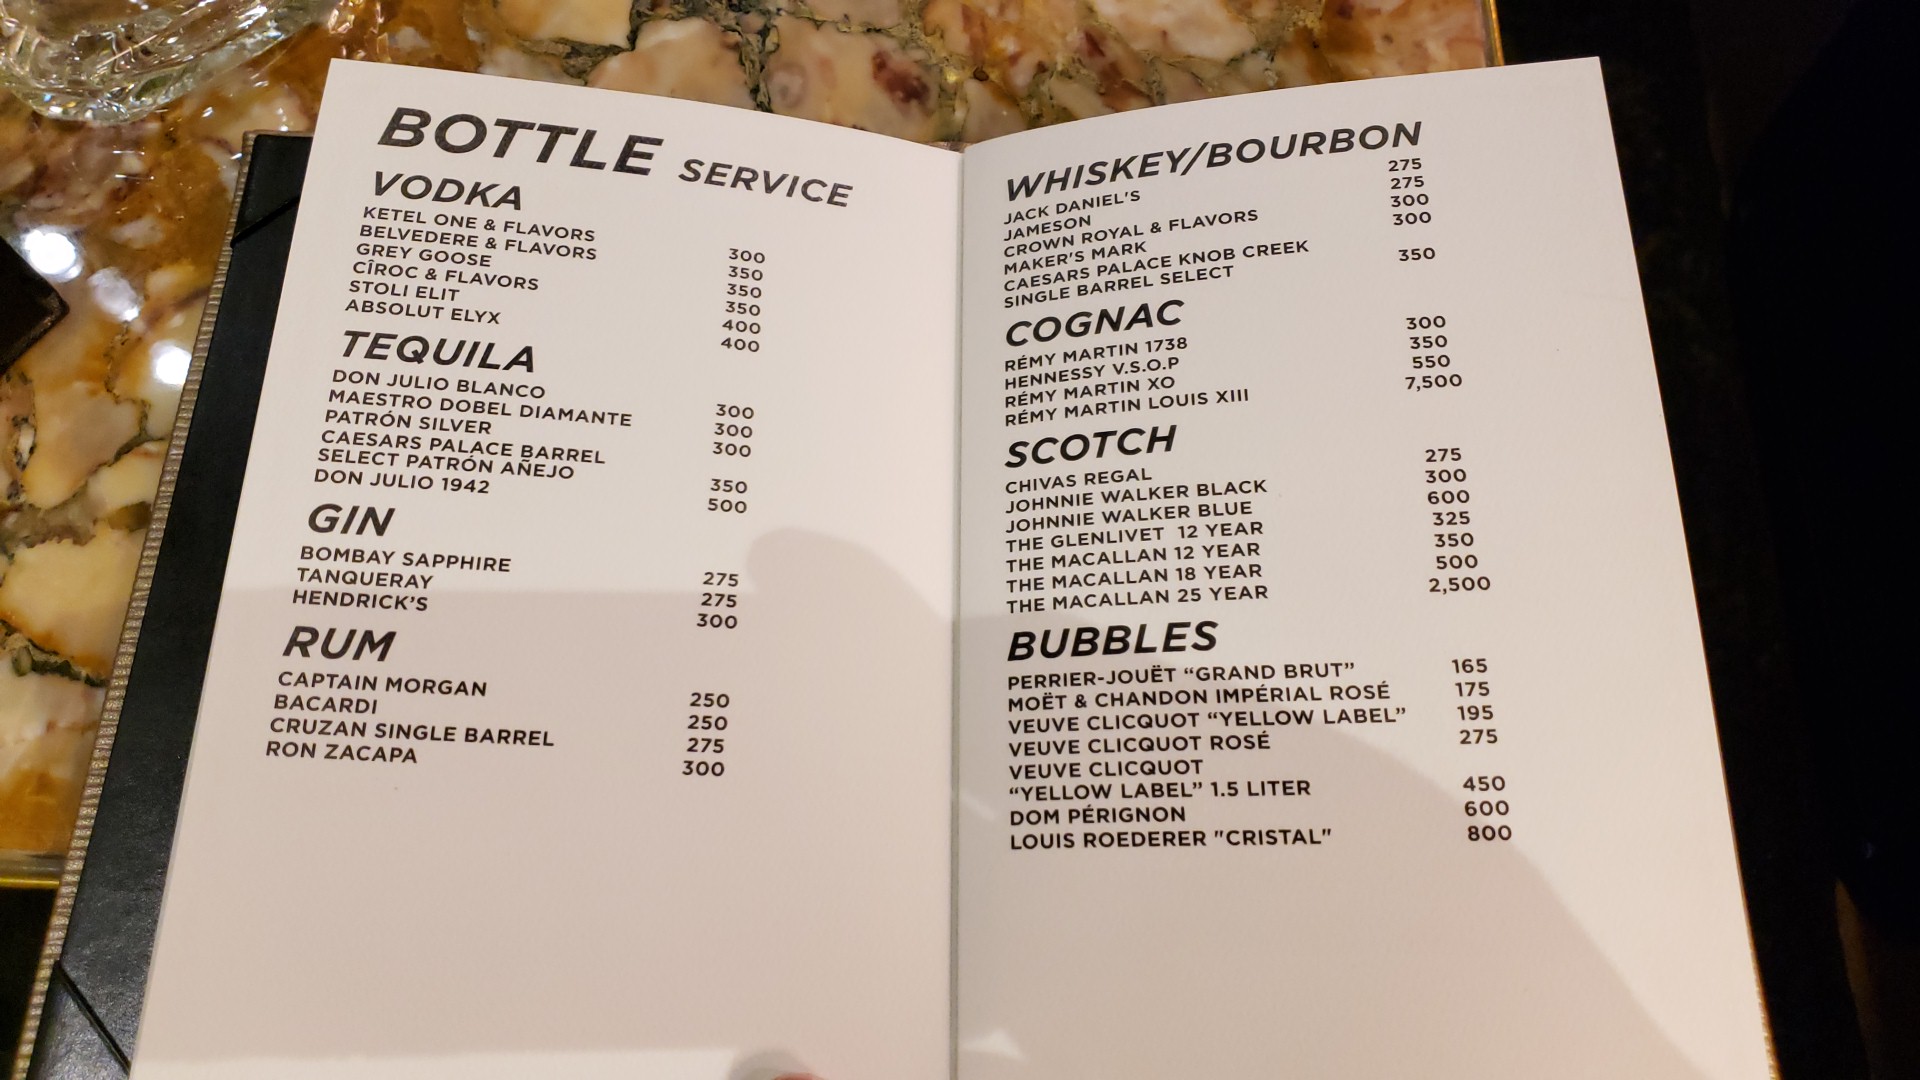 BOTTLE SERVICE
VODKA
KETEL ONE & FLAVORS 300
BELVEDERE & FLAVORS 350
GREY GOOSE 350
CÎROC & FLAVORS 350
STOLI ELIT 400
ABSOLUT ELYX 400
TEQUILA
DON JULIO BLANCO 300
MAESTRO DOBEL DIAMANTE 300
PATRÓN SILVER 300
CAESARS PALACE BARREL
SELECT PATRÓN AÑEJO 350
DON JULIO 1942 500
GIN
BOMBAY SAPPHIRE 275
TANQUERAY 275
HENDRICK'S 300
RUM
CAPTAIN MORGAN 250
BACARDI 250
CRUZAN SINGLE BARREL 275
RON ZACAPA 300
WHISKEY/BOURBON
JACK DANIEL'S 275
JAMESON 275
CROWN ROYAL & FLAVORS 300
MAKER'S MARK 300
CAESARS PALACE KNOB CREEK
SINGLE BARREL SELECT 350
COGNAC
RÉMY MARTIN 1738 300
HENNESSY V.S.O.P 350
RÉMY MARTIN XO 550
RÉMY MARTIN LOUIS XIII 7,500
SCOTCH
CHIVAS REGAL 275
JOHNNIE WALKER BLACK 300
JOHNNIE WALKER BLUE 600
THE GLENLIVET 12 YEAR 325
THE MACALLAN 12 YEAR 350
THE MACALLAN 18 YEAR 500
THE MACALLAN 25 YEAR 2,500
BUBBLES
PERRIER-JOUËT “GRAND BRUT” 165
MOËT & CHANDON IMPÉRIAL ROSÉ 175
VEUVE CLICQUOT “YELLOW LABEL” 195
VEUVE CLICQUOT ROSÉ 275
VEUVE CLICQUOT
“YELLOW LABEL” 1.5 LITER 450
DOM PÉRIGNON 600
LOUIS ROEDERER "CRISTAL" 800